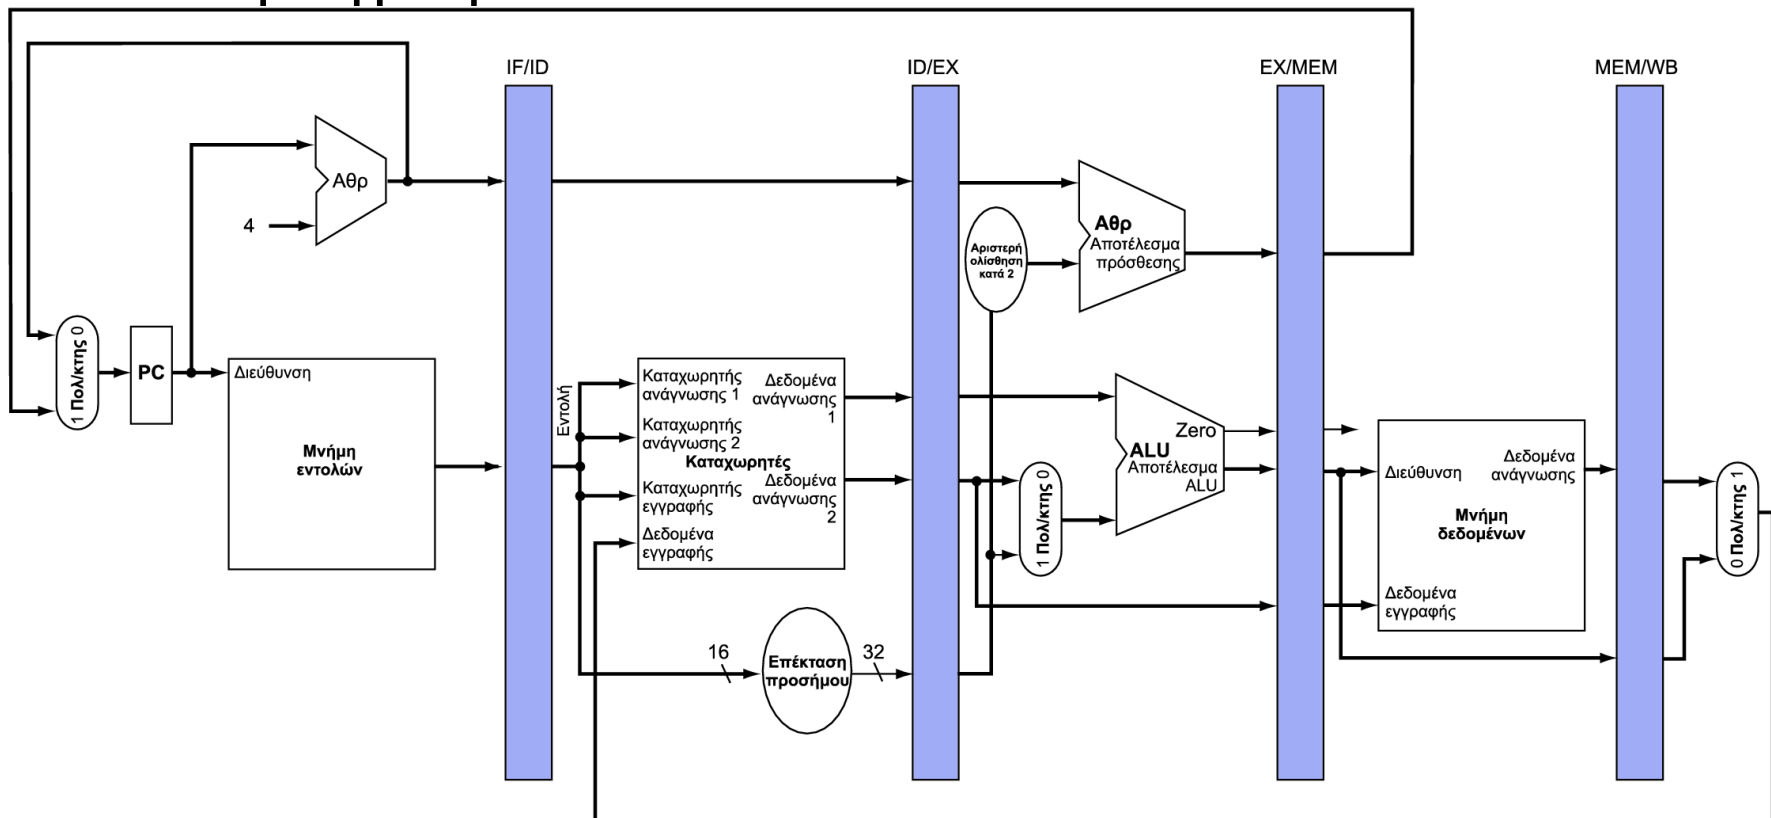 IF/ID
ID/EX
EX/MEM
MEM/WB
Αθρ
4
Αθρ
Αποτέλεσμα
πρόσθεσης
Αριστερή
ολίσθηση
κατά 2
1 Πολ/κτης 0
PC
Διεύθυνση
Μνήμη
εντολών
Εντολή
Καταχωρητής
ανάγνωσης 1
Καταχωρητής
ανάγνωσης 2
Καταχωρητές
Καταχωρητής
εγγραφής
Δεδομένα
εγγραφής
Δεδομένα
ανάγνωσης
1
Δεδομένα
ανάγνωσης
2
16
Επέκταση
προσήμου
32
1 Πολ/κτης 0
Zero
ALU
Αποτέλεσμα
ALU
Διεύθυνση
Δεδομένα
ανάγνωσης
Μνήμη
δεδομένων
Δεδομένα
εγγραφής
0 Πολ/κτης 1